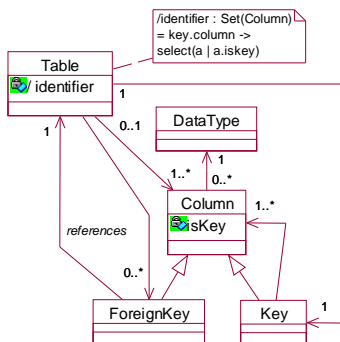 /identifier : Set(Column)
= key.column ->
select(a | a.iskey)
Table
/ identifier
1
1
0..1
DataType
1
1..*
0..*
Column
isKey
1..*
references
0..*
ForeignKey
Key
1